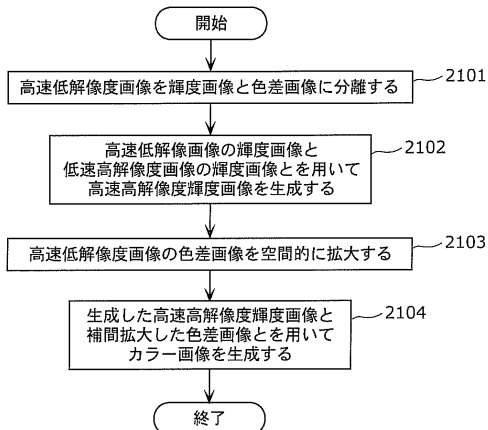 開始
高速低解像度画像を輝度画像と色差画像に分離する
2101
高速低解像画像の輝度画像と
低速高解像度画像の輝度画像とを用いて
高速高解像度輝度画像を生成する
2102
高速低解像度画像の色差画像を空間的に拡大する
2103
生成した高速高解像度輝度画像と
補間拡大した色差画像とを用いて
カラー画像を生成する
2104
終了